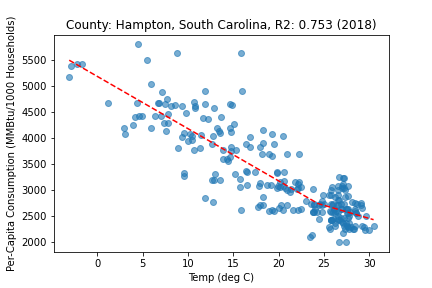 County: Hampton, South Carolina, R2: 0.753 (2018)
Per-Capita Consumption (MMBtu/1000 Households)
5500
5000
4500
4000
3500
3000
2500
2000
0 5 10 15 20 25 30
Temp (deg C)